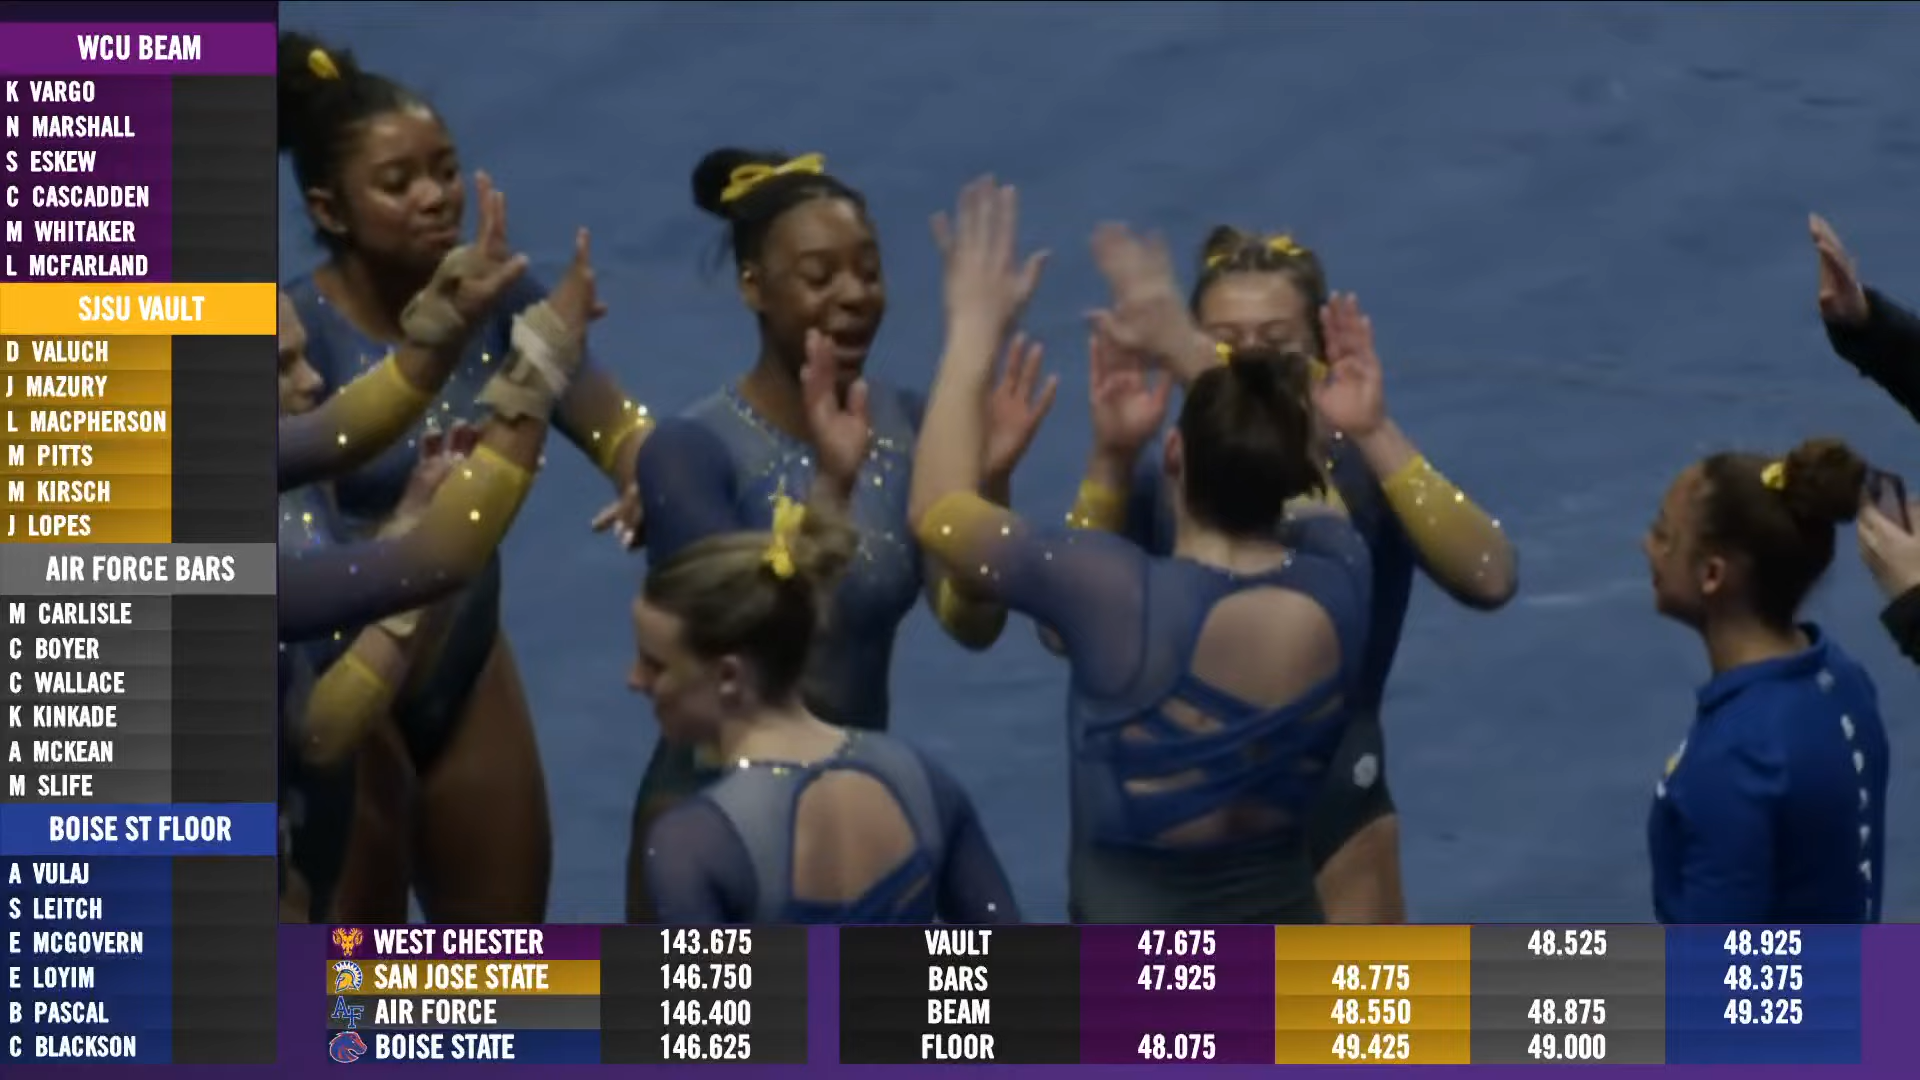 WCU BEAM
K VARGO
N MARSHALL
S ESKEW
C CASCADDEN
M WHITAKER
L MCFARLAND
SJSU VAULT
D VALUCH
J MAZURY
L MACPHERSON
M PITTS
M KIRSCH
J LOPES
AIR FORCE BARS
M CARLISLE
C BOYER
C WALLACE
K KINKADE
A MCKEAN
M SLIFE
BOISE ST FLOOR
A VULAJ
S LEITCH
E MCGOVERN
E LOYIM
B PASCAL
C BLACKSON
WEST CHESTER 143.675
SAN JOSE STATE 146.750
AF AIR FORCE 146.400
BOISE STATE 146.625
VAULT 47.675 48.525 48.925
BARS 47.925 48.775 48.375
BEAM 48.550 48.875 49.325
FLOOR 48.075 49.425 49.000